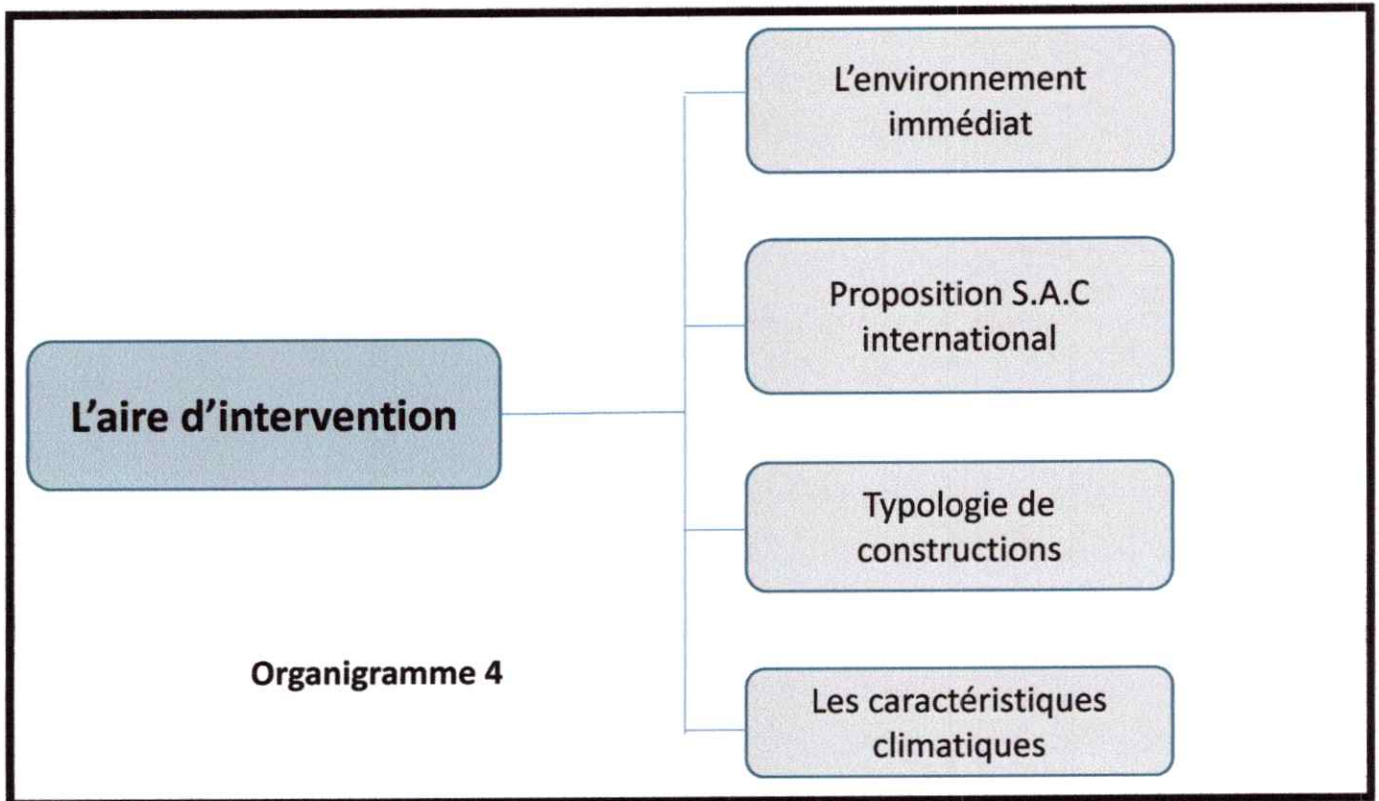 L'environnement
immédiat
Proposition S.A.C
international
L'aire d'intervention
Typologie de
constructions
Organigramme 4
Les caractéristiques
climatiques